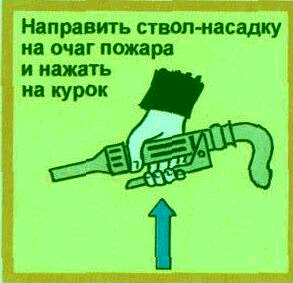 Направить ствол-насадку
на очаг пожара
и нажать
на курок